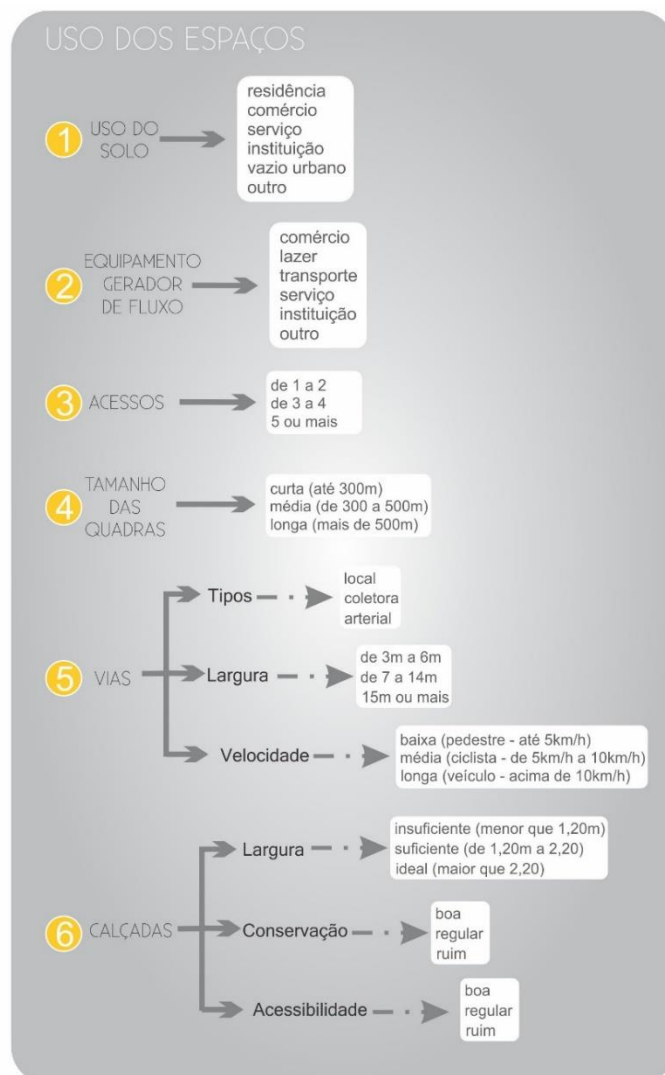 USO DOS ESPAÇOS
1 USO DO
SOLO
residência
comércio
serviço
instituição
vazio urbano
outro
2 EQUIPAMENTO
GERADOR
DE FLUXO
comércio
lazer
transporte
serviço
instituição
outro
3 ACESSOS
de 1 a 2
de 3 a 4
5 ou mais
4 TAMANHO
DAS
QUADRAS
curta (até 300m)
média (de 300 a 500m)
longa (mais de 500m)
5 VIAS
Tipos
local
coletora
arterial
Largura
de 3m a 6m
de 7 a 14m
15m ou mais
Velocidade
baixa (pedestre - até 5km/h)
média (ciclista - de 5km/h a 10km/h)
longa (veículo - acima de 10km/h)
6 CALÇADAS
Largura
insuficiente (menor que 1,20m)
suficiente (de 1,20m a 2,20)
ideal (maior que 2,20)
Conservação
boa
regular
ruim
Acessibilidade
boa
regular
ruim